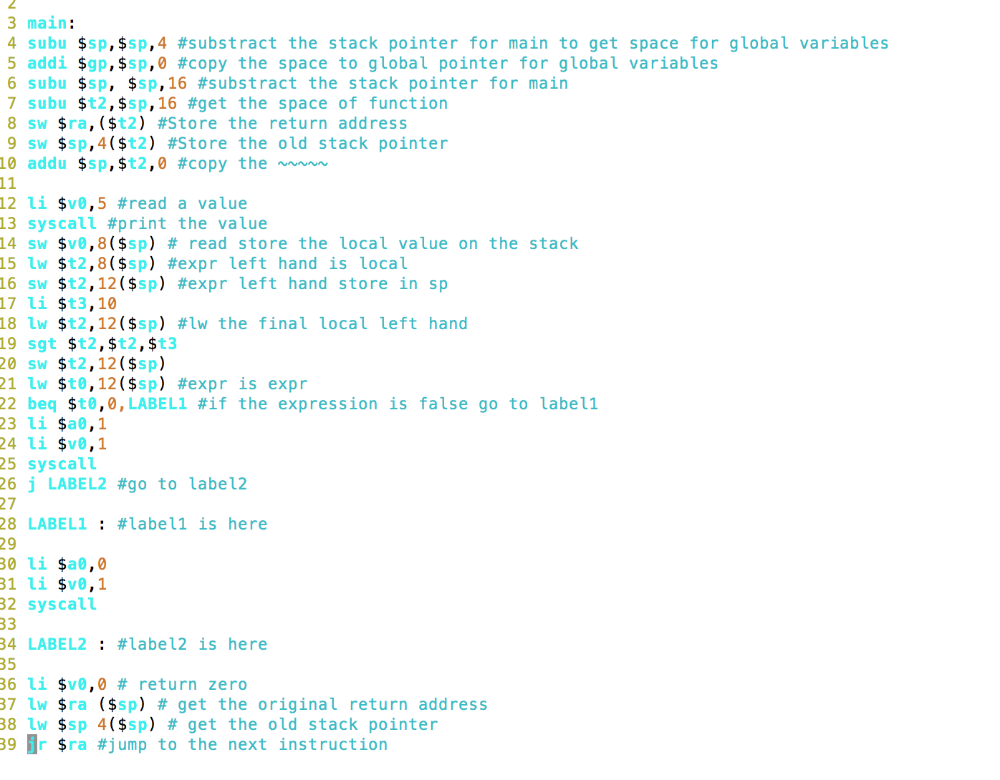 2
3 main:
4 subu $sp,$sp,4 #substract the stack pointer for main to get space for global variables
5 addi $gp,$sp,0 #copy the space to global pointer for global variables
6 subu $sp, $sp,16 #substract the stack pointer for main
7 subu $t2,$sp,16 #get the space of function
8 sw $ra,($t2) #Store the return address
9 sw $sp,4($t2) #Store the old stack pointer
10 addu $sp,$t2,0 #copy the ~~~~~
11
12 li $v0,5 #read a value
13 syscall #print the value
14 sw $v0,8($sp) # read store the local value on the stack
15 lw $t2,8($sp) #expr left hand is local
16 sw $t2,12($sp) #expr left hand store in sp
17 li $t3,10
18 lw $t2,12($sp) #lw the final local left hand
19 sgt $t2,$t2,$t3
20 sw $t2,12($sp)
21 lw $t0,12($sp) #expr is expr
22 beq $t0,0,LABEL1 #if the expression is false go to label1
23 li $a0,1
24 li $v0,1
25 syscall
26 j LABEL2 #go to label2
27
28 LABEL1 : #label1 is here
29
30 li $a0,0
31 li $v0,1
32 syscall
33
34 LABEL2 : #label2 is here
35
36 li $v0,0 # return zero
37 lw $ra ($sp) # get the original return address
38 lw $sp 4($sp) # get the old stack pointer
39 jr $ra #jump to the next instruction